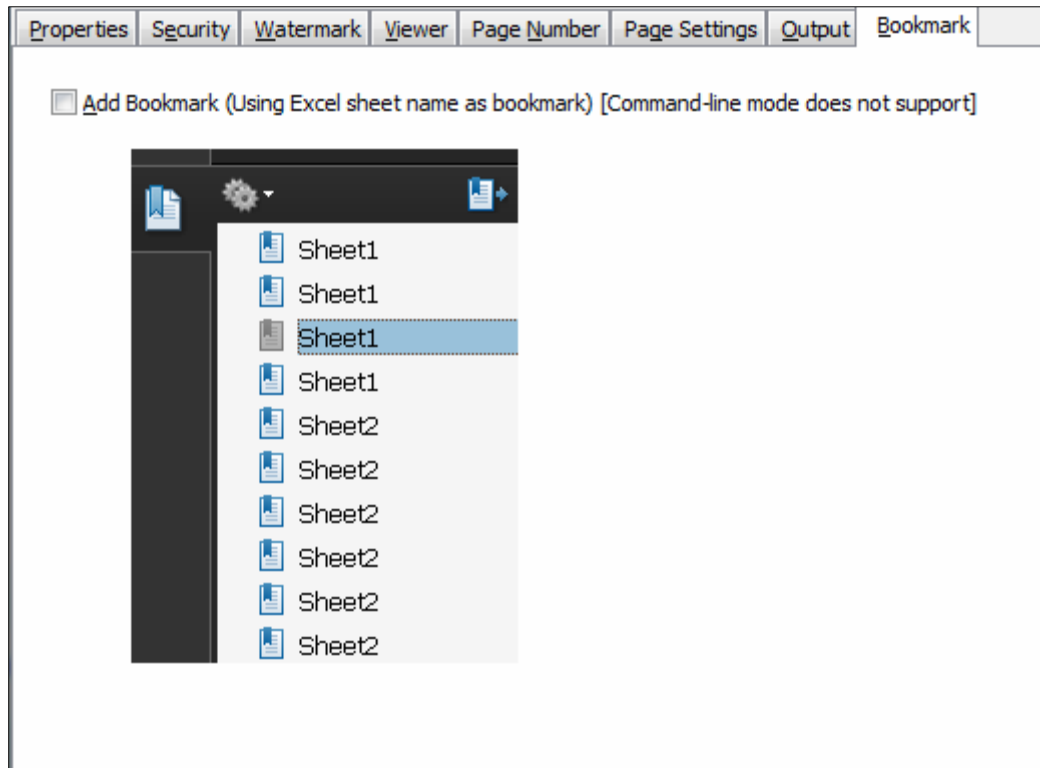 Properties Security Watermark Viewer Page Number Page Settings Output Bookmark
Add Bookmark (Using Excel sheet name as bookmark) [Command-line mode does not support]
Sheet1
Sheet1
Sheet1
Sheet1
Sheet2
Sheet2
Sheet2
Sheet2
Sheet2
Sheet2